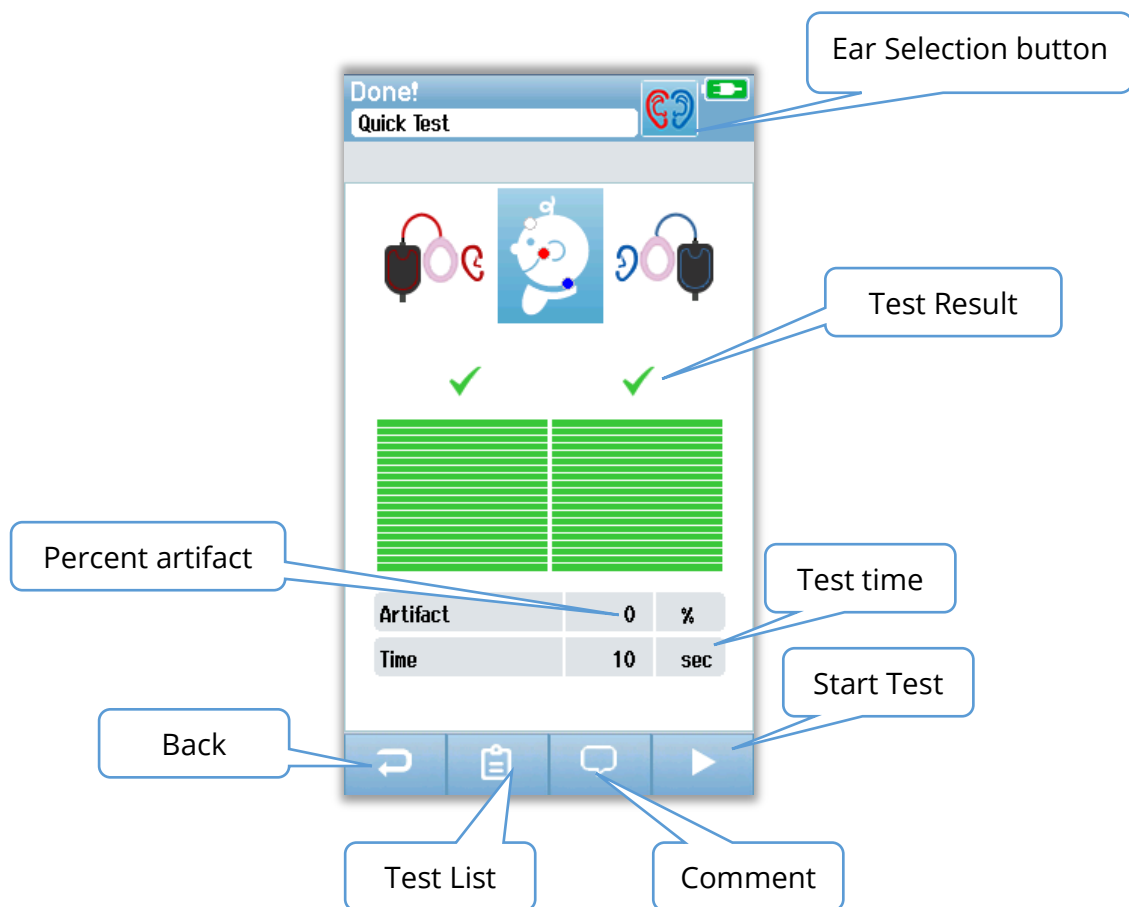 Ear Selection button
Done!
Quick Test
Test Result
Percent artifact
Test time
Artifact 0 %
Time 10 sec
Start Test
Back
Test List
Comment